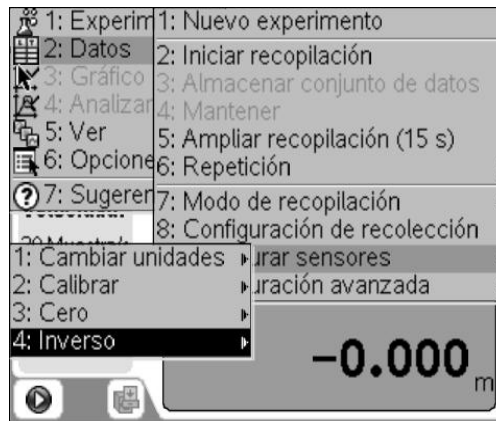 1: Experim
2: Datos
3: Gráfico
4: Analizar
5: Ver
6: Opcione
7: Sugeren
1: Nuevo experimento
2: Iniciar recopilación
3: Almacenar conjunto de datos
4: Mantener
5: Ampliar recopilación (15 s)
6: Repetición
7: Modo de recopilación
8: Configuración de recolección
urar sensores
uración avanzada
1: Cambiar unidades
2: Calibrar
3: Cero
4: Inverso
-0.000 m